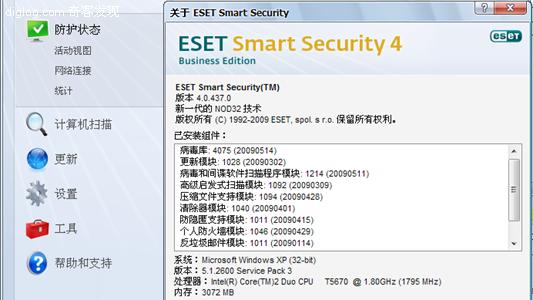 diglog.com 奇客发现
防护状态
活动视图
网络连接
统计
计算机扫描
更新
设置
工具
帮助和支持
关于 ESET Smart Security
ESET Smart Security 4
Business Edition
eset
ESET Smart Security(TM)
版本 4.0.437.0
新一代的 NOD32 技术
版权所有 (C) 1992-2009 ESET, spol. s r.o. 保留所有权利。
已安装组件：
病毒库: 4075 (20090514)
更新模块: 1028 (20090302)
病毒和间谍软件扫描程序模块: 1214 (20090511)
高级启发式扫描模块: 1092 (20090309)
压缩文件支持模块: 1094 (20090428)
清除器模块: 1040 (20090401)
防隐匿支持模块: 1011 (20090415)
个人防火墙模块: 1046 (20090429)
反垃圾邮件模块: 1011 (20090114)
系统：Microsoft Windows XP (32-bit)
版本：5.1.2600 Service Pack 3
处理器：Intel(R) Core(TM)2 Duo CPU T5670 @ 1.80GHz (1795 MHz)
内存：3072 MB